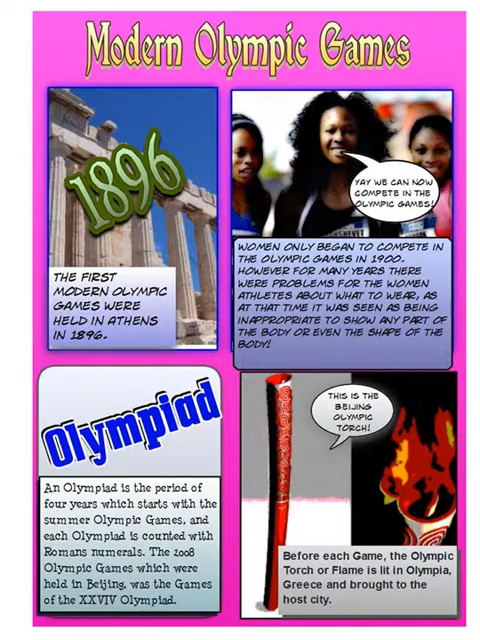 Modern Olympic Games
1896
THE FIRST
MODERN OLYMPIC
GAMES WERE
HELD IN ATHENS
IN 1896.
YAY WE CAN NOW
COMPETE IN THE
OLYMPIC GAMES!
WOMEN ONLY BEGAN TO COMPETE IN
THE OLYMPIC GAMES IN 1900.
HOWEVER FOR MANY YEARS THERE
WERE PROBLEMS FOR THE WOMEN
ATHLETES ABOUT WHAT TO WEAR, AS
AT THAT TIME IT WAS SEEN AS BEING
INAPPROPRIATE TO SHOW ANY PART OF
THE BODY OR EVEN THE SHAPE OF THE
BODY!
Olympiad
An Olympiad is the period of
four years which starts with the
summer Olympic Games, and
each Olympiad is counted with
Romans numerals. The 2008
Olympic Games which were
held in Beijing, was the Games
of the XXVIV Olympiad.
THIS IS THE
BEIJING
OLYMPIC
TORCH!
Before each Game, the Olympic
Torch or Flame is lit in Olympia,
Greece and brought to the
host city.